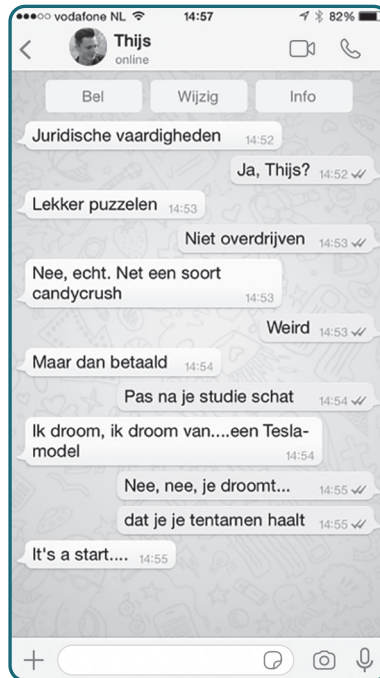 vodafone NL 14:57 82%
Thijs
online
Bel Wijzig Info
Juridische vaardigheden 14:52
Ja, Thijs? 14:52
Lekker puzzelen 14:53
Niet overdrijven 14:53
Nee, echt. Net een soort
candycrush 14:53
Weird 14:53
Maar dan betaald 14:54
Pas na je studie schat 14:54
Ik droom, ik droom van....een Tesla-
model 14:54
Nee, nee, je droomt... 14:55
dat je je tentamen haalt 14:55
It's a start.... 14:55